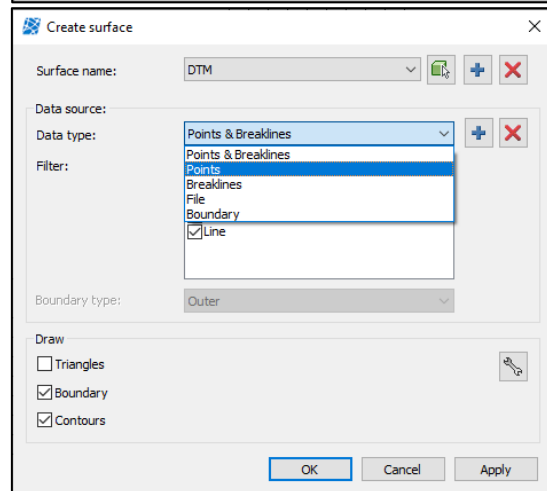 Create surface
Surface name: DTM
Data source:
Data type: Points & Breaklines
Points & Breaklines
Filter:
Points
Breaklines
File
Boundary
Line
Boundary type: Outer
Draw
Triangles
Boundary
Contours
OK Cancel Apply